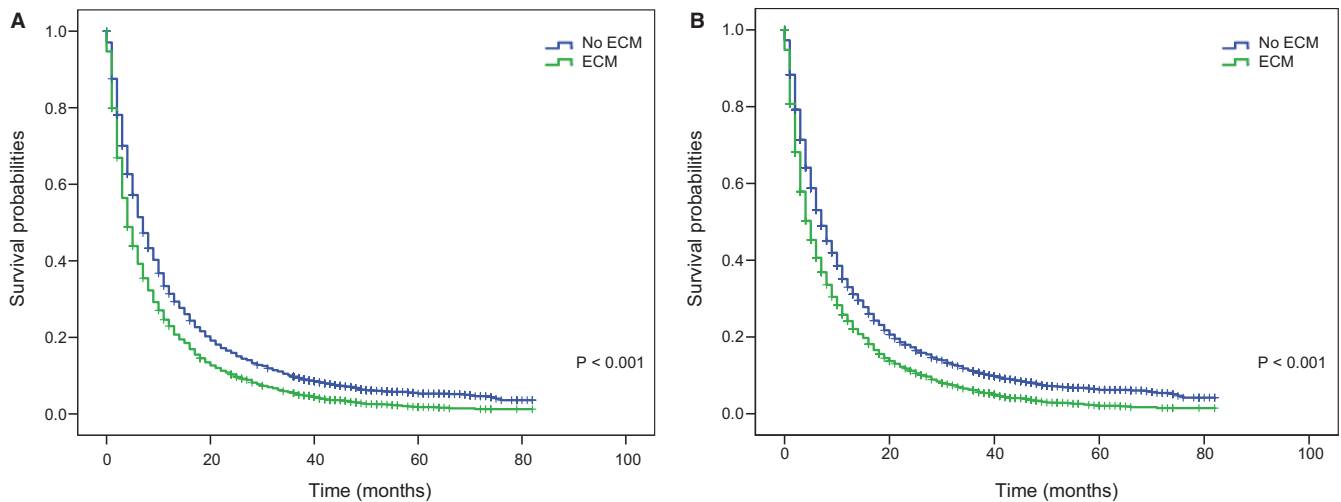 A
Survival probabilities
1.0
0.8
0.6
0.4
0.2
0.0
No ECM
ECM
P < 0.001
0 20 40 60 80 100
Time (months)
B
Survival probabilities
1.0
0.8
0.6
0.4
0.2
0.0
No ECM
ECM
P < 0.001
0 20 40 60 80 100
Time (months)